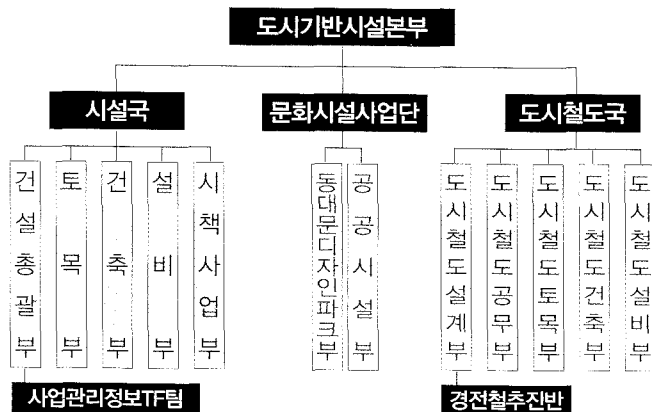 도시기반시설본부
시설국
문화시설사업단
도시철도국
건설총괄부
토목부
건축부
설비부
시책사업부
동대문디자인파크부
공공시설부
도시철도설계부
도시철도공무부
도시철도토목부
도시철도건축부
도시철도설비부
사업관리정보TF팀
경전철추진반